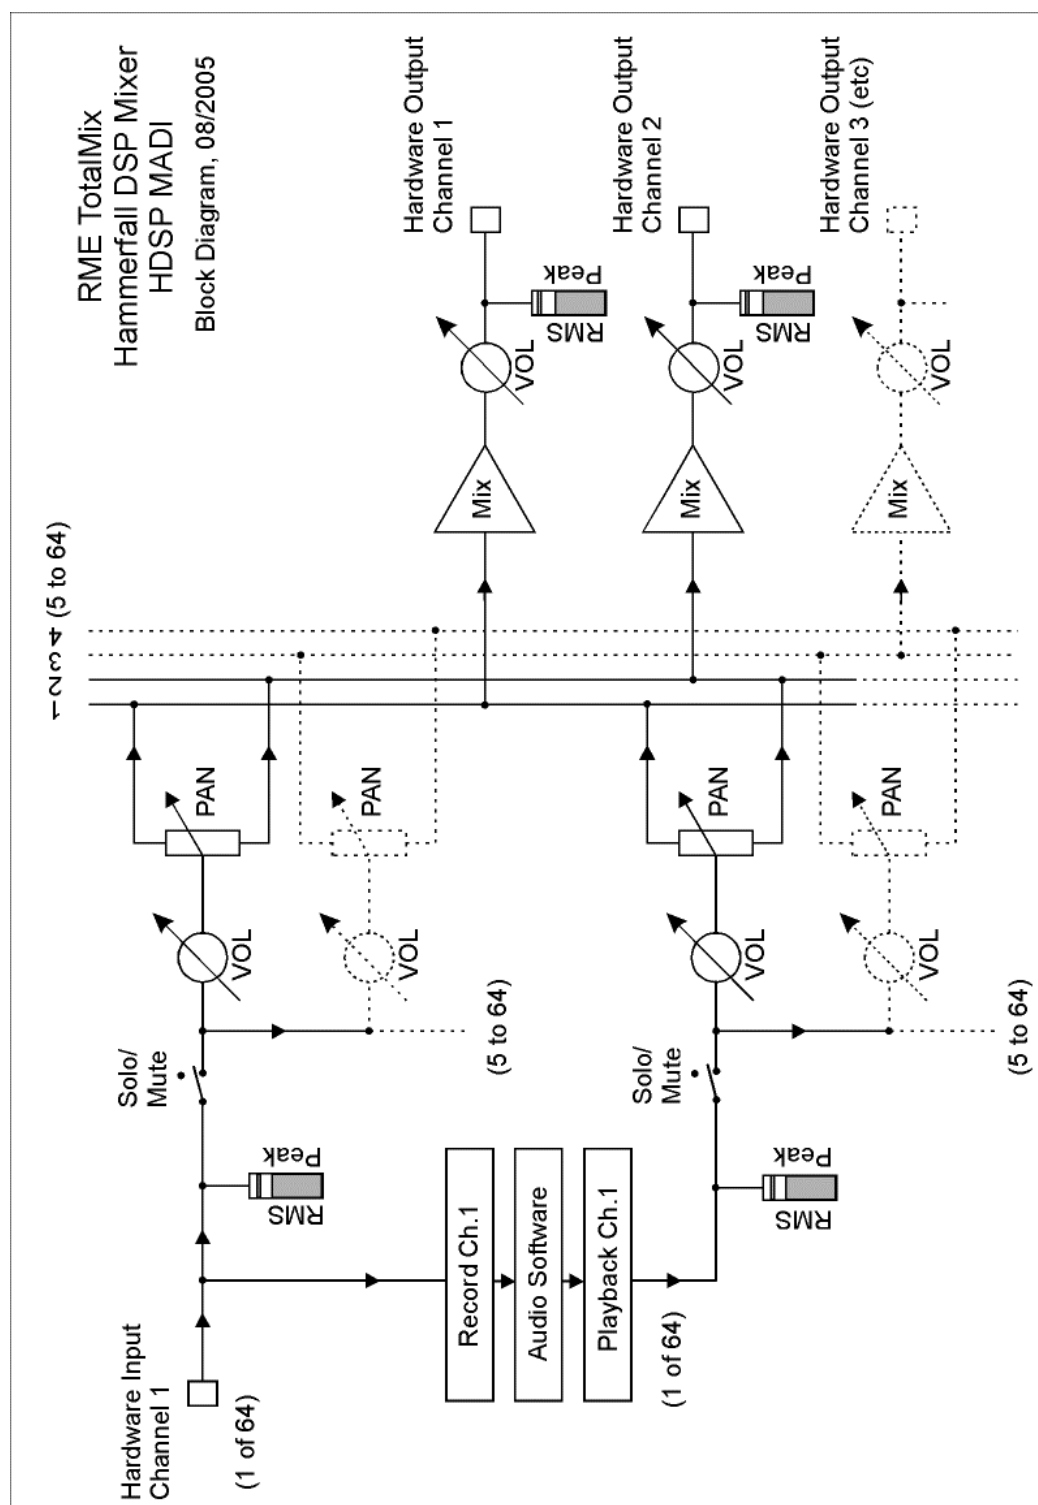 RME TotalMix
Hammerfall DSP Mixer
HDSP MADI
Block Diagram, 08/2005
Hardware Input
Channel 1
(1 of 64)
RMS
Peak
Solo/
Mute
(5 to 64)
VOL
PAN
VOL
PAN
1 2 3 4 (5 to 64)
Record Ch.1
Audio Software
Playback Ch.1
(1 of 64)
RMS
Peak
Solo/
Mute
(5 to 64)
VOL
PAN
VOL
PAN
Mix
VOL
RMS
Peak
Hardware Output
Channel 1
Mix
VOL
RMS
Peak
Hardware Output
Channel 2
Mix
VOL
Hardware Output
Channel 3 (etc)